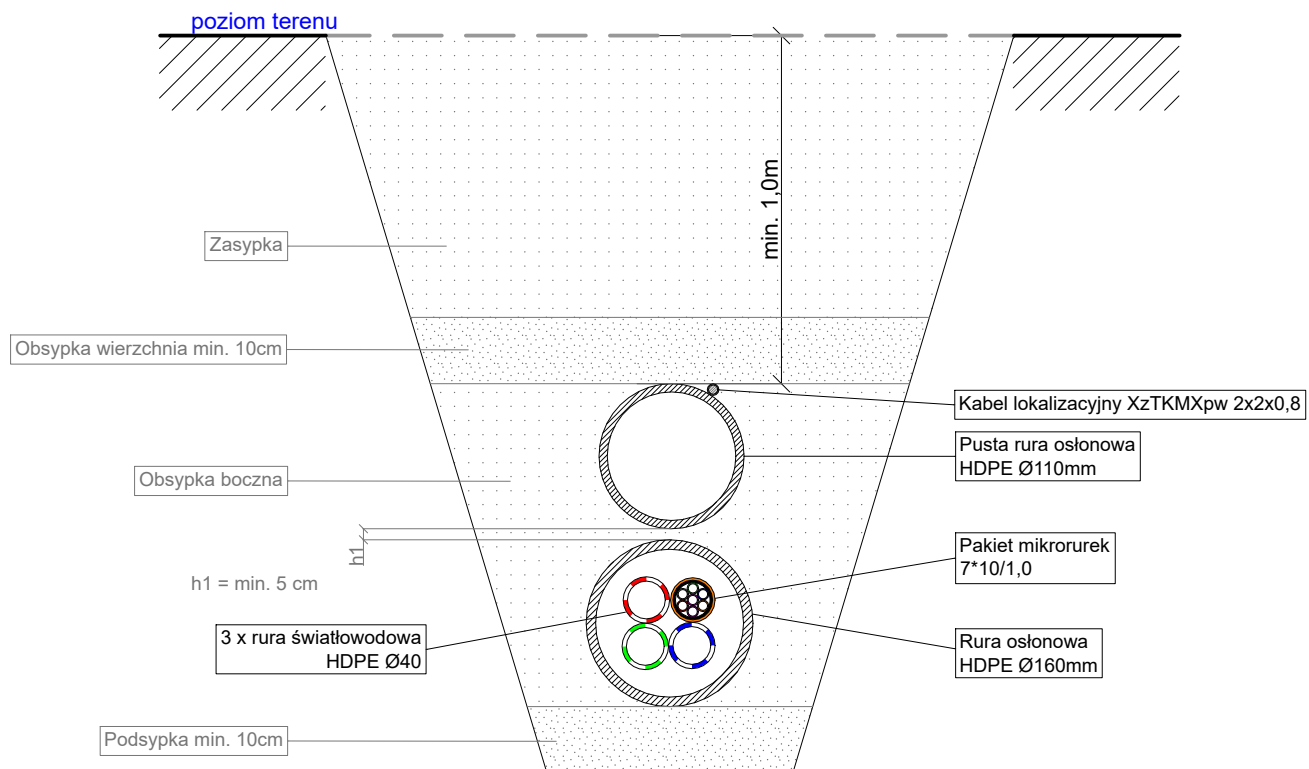 poziom terenu
min. 1,0m
Zasypka
Obsypka wierzchnia min. 10cm
Kabel lokalizacyjny XzTKMXpw 2x2x0,8
Pusta rura osłonowa
HDPE Ø110mm
Obsypka boczna
h1
h1 = min. 5 cm
Pakiet mikrorurek
7*10/1,0
3 x rura światłowodowa
HDPE Ø40
Rura osłonowa
HDPE Ø160mm
Podsypka min. 10cm